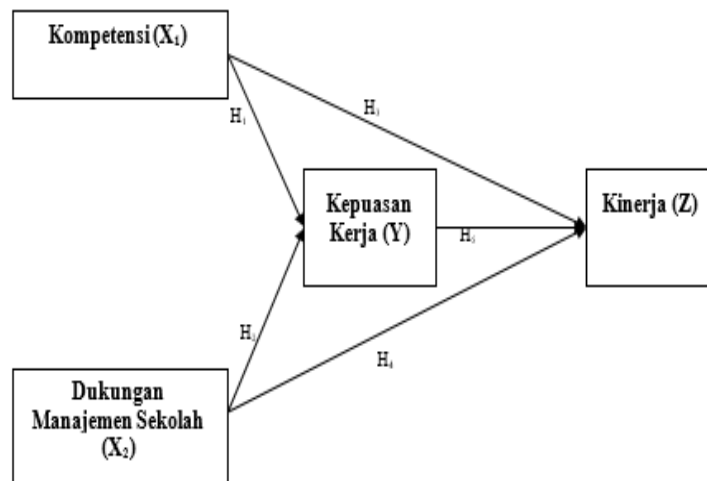 Kompetensi (X₁)
H₁
H₃
Kepuasan
Kerja (Y)
H₅
Kinerja (Z)
H₂
H₄
Dukungan
Manajemen Sekolah
(X₂)